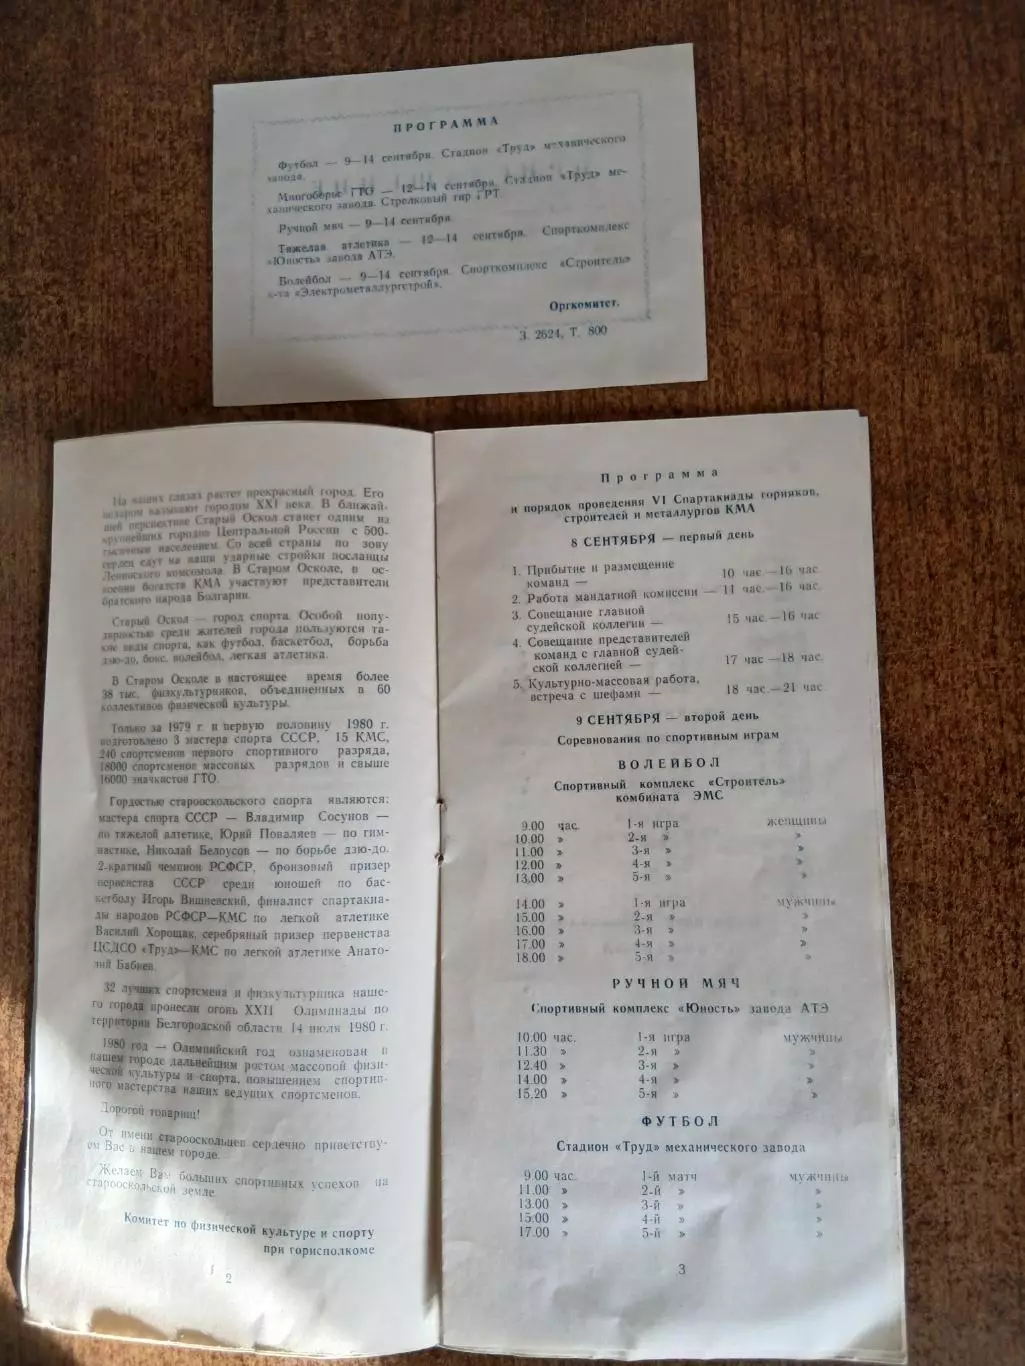 ПРОГРАММА
Футбол — 9—14 сентября. Стадион «Труд» механического
завода.
Многоборье ГТО — 12—14 сентября. Стадион «Труд» ме-
ханического завода. Стрелковый тир ГРТ.
Ручной мяч — 9—14 сентября.
Тяжелая атлетика — 12—14 сентября. Спорткомплекс
«Юность» завода АТЭ.
Волейбол — 9—14 сентября. Спорткомплекс «Строитель»
к-та «Электрометаллургстрой».
Оргкомитет.
З. 2624, Т. 800
На наших глазах растет прекрасный город. Его
недаром называют городом XXI века. В ближай-
шей перспективе Старый Оскол станет одним из
крупнейших городов Центральной России с 500-
тысячным населением. Со всей страны по зову
сердец едут на наши ударные стройки посланцы
Ленинского комсомола. В Старом Осколе, в ос-
воении богатств КМА участвуют представители
братского народа Болгарии.
Старый Оскол — город спорта. Особой попу-
лярностью среди жителей города пользуются та-
кие виды спорта, как футбол, баскетбол, борьба
дзю-до, бокс, волейбол, легкая атлетика.
В Старом Осколе в настоящее время более
38 тыс. физкультурников, объединенных в 60
коллективов физической культуры.
Только за 1979 г. и первую половину 1980 г.
подготовлено 3 мастера спорта СССР, 15 КМС,
240 спортсменов первого спортивного разряда,
18000 спортсменов массовых разрядов и свыше
16000 значкистов ГТО.
Гордостью старооскольского спорта являются:
мастера спорта СССР — Владимир Сосунов —
по тяжелой алтетике, Юрий Поваляев — по гим-
настике, Николай Белоусов — по борьбе дзю-до.
2-кратный чемпион РСФСР, бронзовый призер
первенства СССР среди юношей по бас-
кетболу Игорь Вишневский, финалист спартакиа-
ды народов РСФСР—КМС по легкой атлетике
Василий Хорощак, серебряный призер первенства
ЦСДСО «Труд»—КМС по легкой атлетике Анато-
лий Бабиев.
32 лучших спортсмена и физкультурника наше-
го города пронесли огонь XXII Олимпиады по
территории Белгородской области 14 июля 1980 г.
1980 год — Олимпийский год ознаменован в
нашем городе дальнейшим ростом массовой физи-
ческой культуры и спорта, повышением спортив-
ного мастерства наших ведущих спортсменов.
Дорогой товарищ!
От имени старооскольцев сердечно приветству-
ем Вас в нашем городе.
Желаем Вам больших спортивных успехов на
старооскольской земле.
Комитет по физической культуре и спорту
при горисполкоме
2
Программа
и порядок проведения VI Спартакиады горняков,
строителей и металлургов КМА
8 СЕНТЯБРЯ — первый день
1. Прибытие и размещение
команд — 10 час —16 час.
2. Работа мандатной комиссии — 11 час.—16 час.
3. Совещание главной
судейской коллегии — 15 час.—16 час
4. Совещание представителей
команд с главной судей-
ской коллегией — 17 час —18 час.
5. Культурно-массовая работа,
встреча с шефами — 18 час.—21 час
9 СЕНТЯБРЯ — второй день
Соревнования по спортивным играм
ВОЛЕЙБОЛ
Спортивный комплекс «Строитель»
комбината ЭМС
9.00 час. 1-я игра женщины
10.00 » 2-я » »
11.00 » 3-я » »
12.00 » 4-я » »
13.00 » 5-я » »
14.00 » 1-я игра мужчины
15.00 » 2-я » »
16.00 » 3-я » »
17.00 » 4-я » »
18.00 » 5-я » »
РУЧНОЙ МЯЧ
Спортивный комплекс «Юность» завода АТЭ
10.00 час. 1-я игра мужчины
11.30 » 2-я » »
12.40 » 3-я » »
14.00 » 4-я » »
15.20 » 5-я » »
ФУТБОЛ
Стадион «Труд» механического завода
9 00 час. 1-й матч мужчины
11.00 » 2-й » »
13.00 » 3-й » »
15:00 » 4-й » »
17.00 » 5-й » »
3